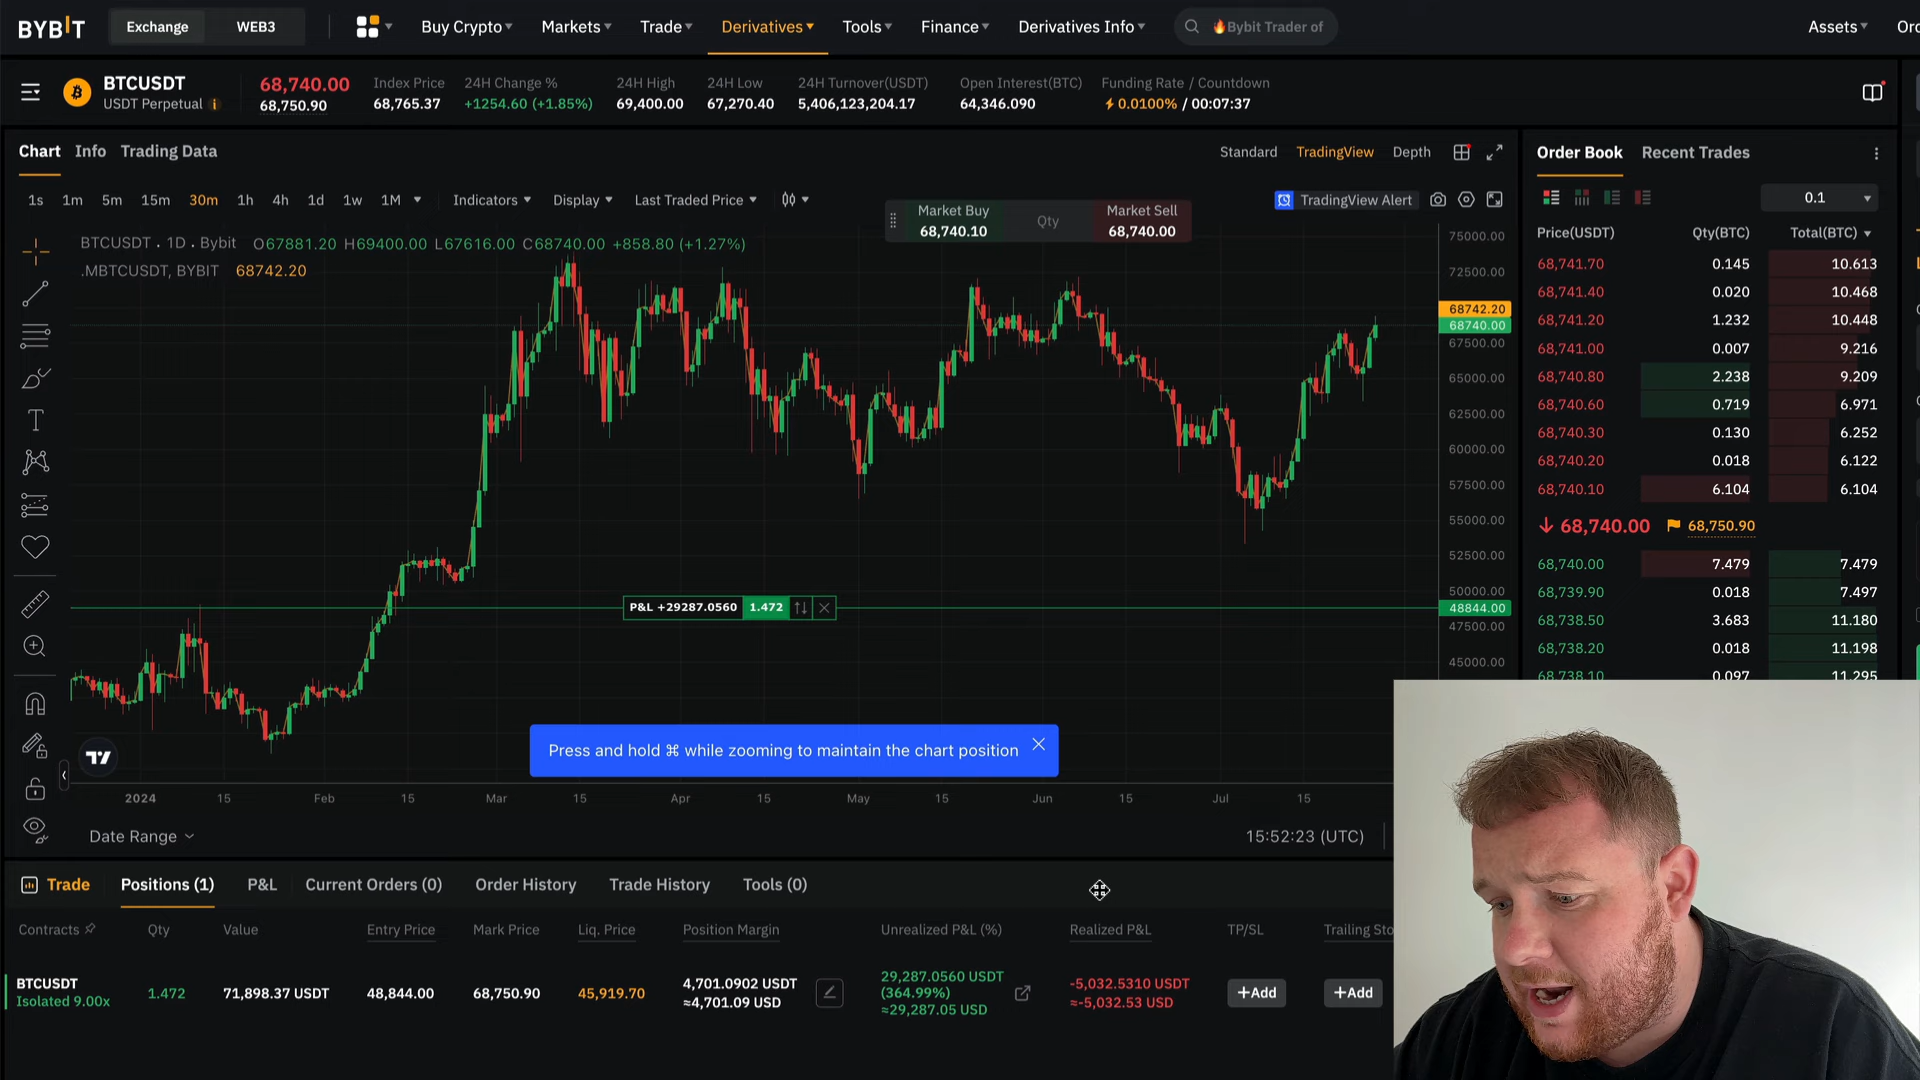 BYBIT Exchange WEB3 Buy Crypto Markets Trade Derivatives Tools Finance Derivatives Info 🔥Bybit Trader of Assets
BTCUSDT
USDT Perpetual
68,740.00
68,750.90
Index Price
68,765.37
24H Change %
+1254.60 (+1.85%)
24H High
69,400.00
24H Low
67,270.40
24H Turnover(USDT)
5,406,123,204.17
Open Interest(BTC)
64,346.090
Funding Rate / Countdown
0.0100% / 00:07:37
Chart Info Trading Data
Standard TradingView Depth
1s 1m 5m 15m 30m 1h 4h 1d 1w 1M Indicators Display Last Traded Price
TradingView Alert
Market Buy
68,740.10
Qty
Market Sell
68,740.00
BTCUSDT . 1D . Bybit O67881.20 H69400.00 L67616.00 C68740.00 +858.80 (+1.27%)
.MBTCUSDT, BYBIT 68742.20
75000.00
72500.00
68742.20
68740.00
67500.00
65000.00
62500.00
60000.00
57500.00
55000.00
52500.00
50000.00
48844.00
47500.00
45000.00
P&L +29287.0560 1.472
Press and hold ⌘ while zooming to maintain the chart position
2024 15 Feb 15 Mar 15 Apr 15 May 15 Jun 15 Jul 15
Date Range
15:52:23 (UTC)
Order Book Recent Trades
0.1
Price(USDT) Qty(BTC) Total(BTC)
68,741.70 0.145 10.613
68,741.40 0.020 10.468
68,741.20 1.232 10.448
68,741.00 0.007 9.216
68,740.80 2.238 9.209
68,740.60 0.719 6.971
68,740.30 0.130 6.252
68,740.20 0.018 6.122
68,740.10 6.104 6.104
68,740.00 68,750.90
68,740.00 7.479 7.479
68,739.90 0.018 7.497
68,738.50 3.683 11.180
68,738.20 0.018 11.198
68,738.10 0.097 11.295
Trade Positions (1) P&L Current Orders (0) Order History Trade History Tools (0)
Contracts Qty Value Entry Price Mark Price Liq. Price Position Margin Unrealized P&L (%) Realized P&L TP/SL Trailing Sto
BTCUSDT
Isolated 9.00x
1.472
71,898.37 USDT
48,844.00
68,750.90
45,919.70
4,701.0902 USDT
≈4,701.09 USD
29,287.0560 USDT
(364.99%)
≈29,287.05 USD
-5,032.5310 USDT
≈-5,032.53 USD
+Add
+Add